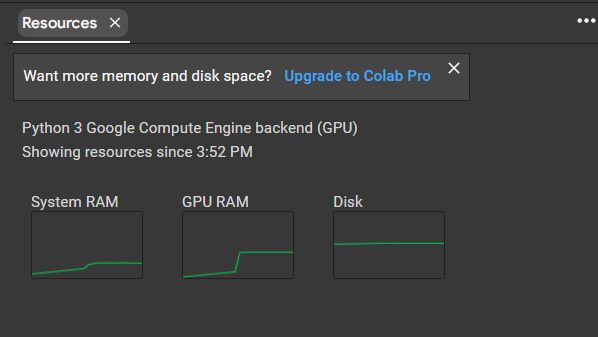 Resources
Want more memory and disk space? Upgrade to Colab Pro
Python 3 Google Compute Engine backend (GPU)
Showing resources since 3:52 PM
System RAM GPU RAM Disk